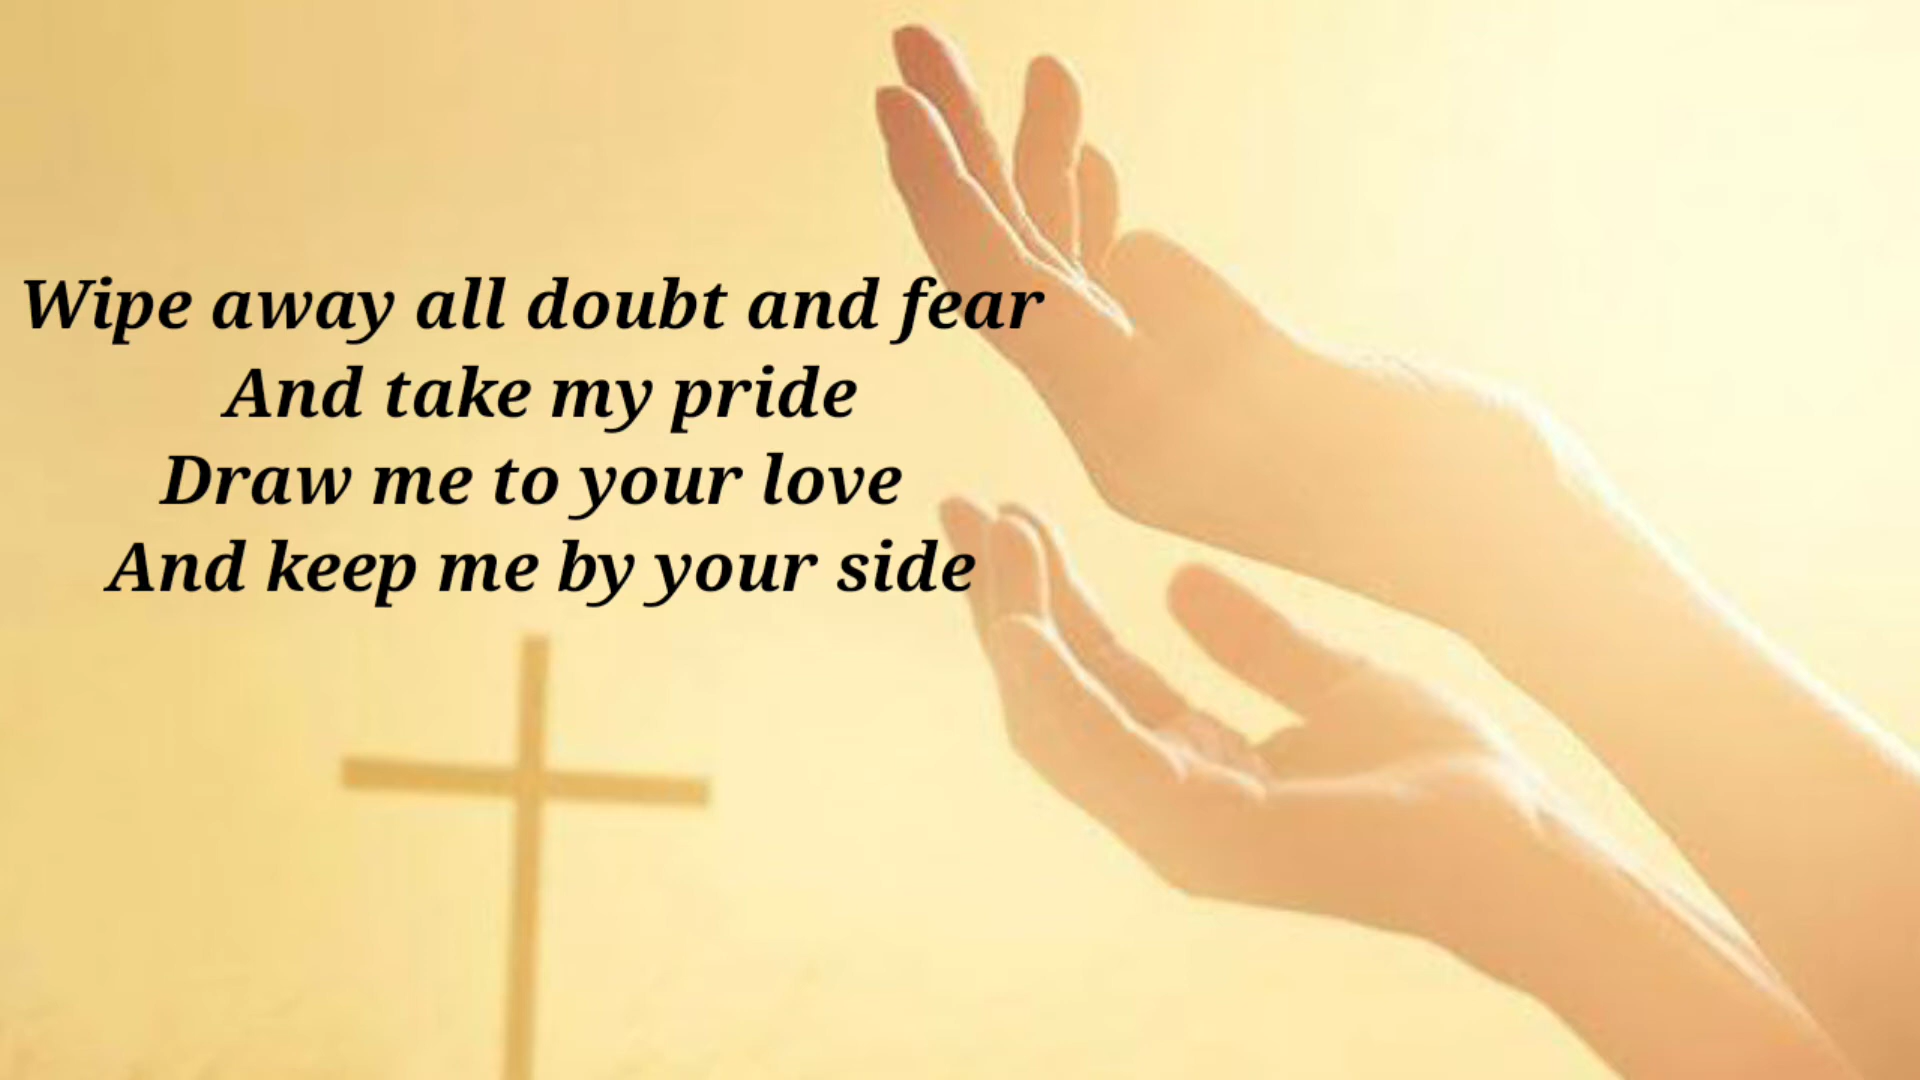 Wipe away all doubt and fear
And take my pride
Draw me to your love
And keep me by your side